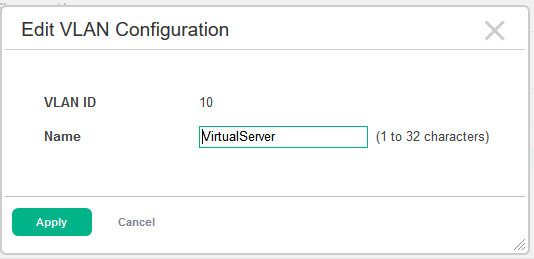 Edit VLAN Configuration
VLAN ID 10
Name VirtualServer (1 to 32 characters)
Apply Cancel